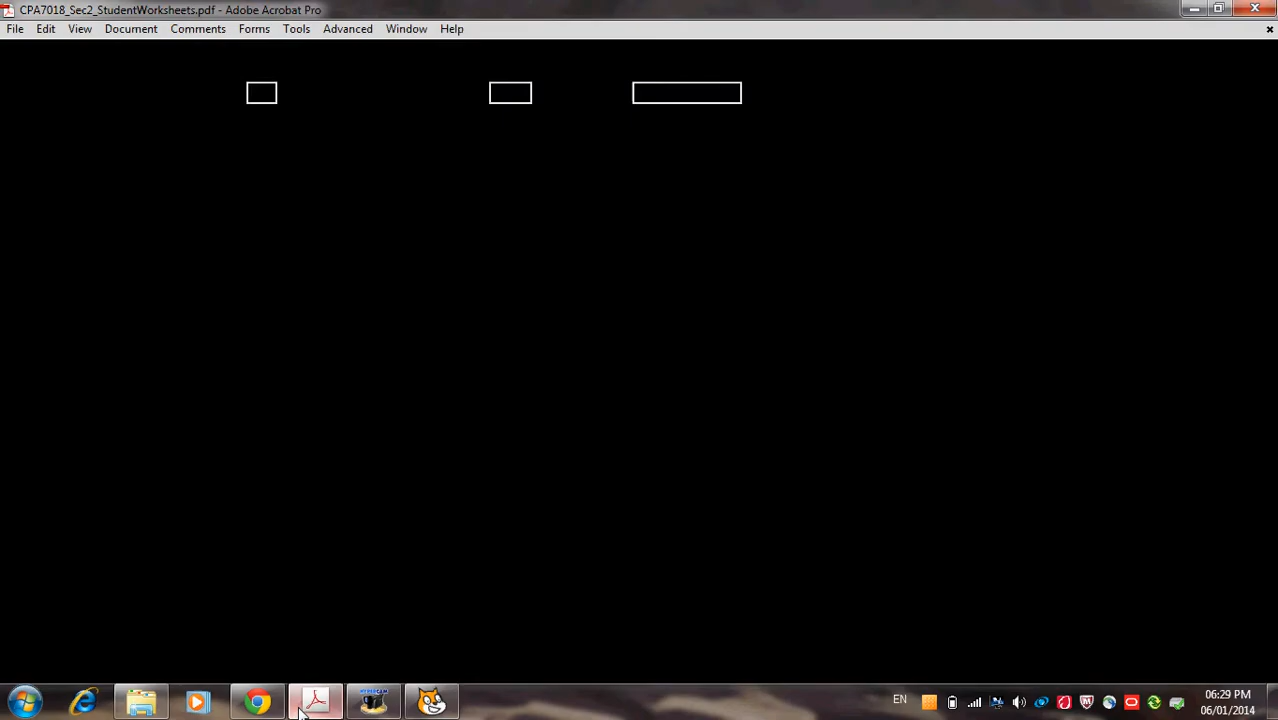 CPA7018_Sec2_StudentWorksheets.pdf - Adobe Acrobat Pro
File Edit View Document Comments Forms Tools Advanced Window Help
EN
06:29 PM
06/01/2014